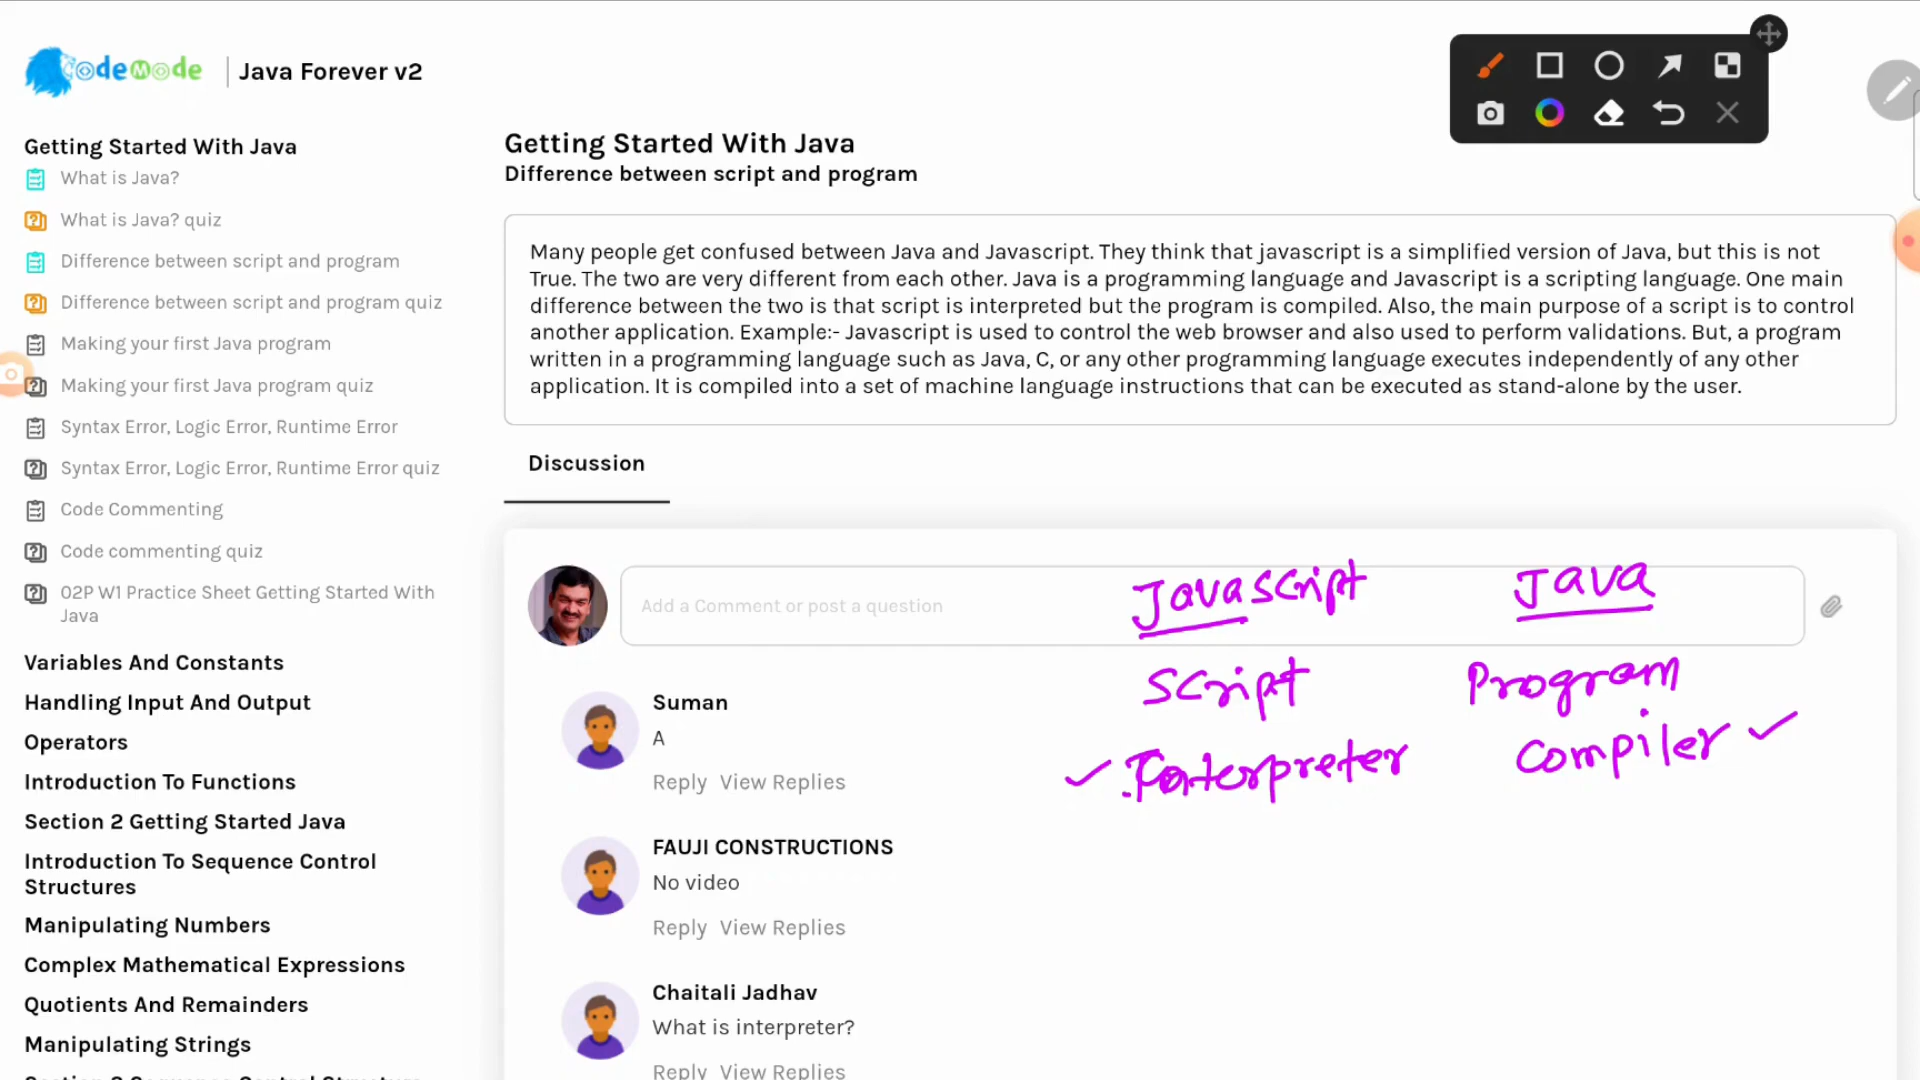 CodeMode
Java Forever v2
Getting Started With Java
What is Java?
What is Java? quiz
Difference between script and program
Difference between script and program quiz
Making your first Java program
Making your first Java program quiz
Syntax Error, Logic Error, Runtime Error
Syntax Error, Logic Error, Runtime Error quiz
Code Commenting
Code commenting quiz
02P W1 Practice Sheet Getting Started With
Java
Variables And Constants
Handling Input And Output
Operators
Introduction To Functions
Section 2 Getting Started Java
Introduction To Sequence Control
Structures
Manipulating Numbers
Complex Mathematical Expressions
Quotients And Remainders
Manipulating Strings
Getting Started With Java
Difference between script and program
Many people get confused between Java and Javascript. They think that javascript is a simplified version of Java, but this is not
True. The two are very different from each other. Java is a programming language and Javascript is a scripting language. One main
difference between the two is that script is interpreted but the program is compiled. Also, the main purpose of a script is to control
another application. Example:- Javascript is used to control the web browser and also used to perform validations. But, a program
written in a programming language such as Java, C, or any other programming language executes independently of any other
application. It is compiled into a set of machine language instructions that can be executed as stand-alone by the user.
Discussion
Add a Comment or post a question
Javascript Java
Script Program
Interpreter Compiler
Suman
A
Reply View Replies
FAUJI CONSTRUCTIONS
No video
Reply View Replies
Chaitali Jadhav
What is interpreter?
Reply View Replies